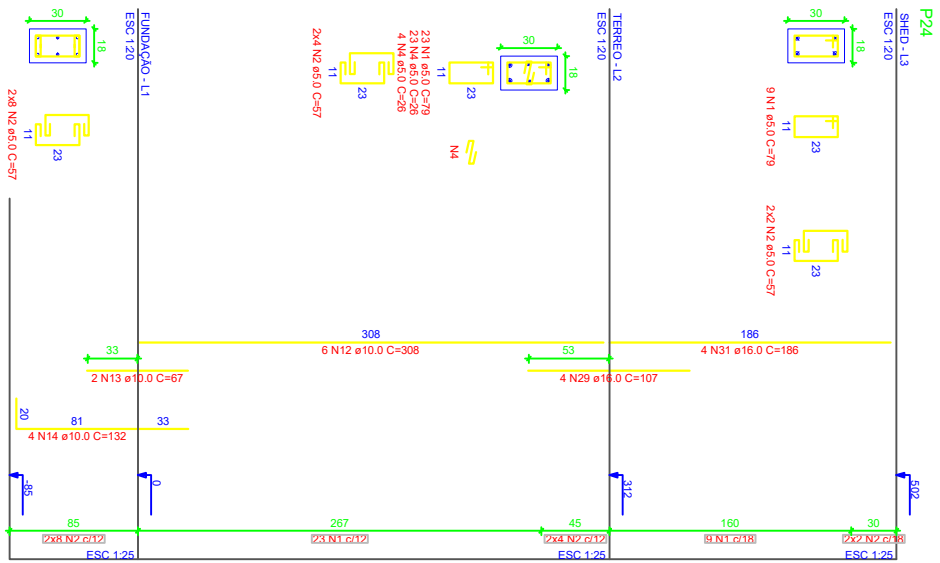 P24
SHED - L3
ESC 1:20
30
18
9 N1 ø5.0 C=79
11
23
2x2 N2 ø5.0 C=57
11
23
TERREO - L2
ESC 1:20
30
18
23 N1 ø5.0 C=79
23 N4 ø5.0 C=26
4 N4 ø5.0 C=26
11
23
N4
2x4 N2 ø5.0 C=57
11
23
FUNDAÇÃO - L1
ESC 1:20
30
18
2x8 N2 ø5.0 C=57
11
23
308
6 N12 ø10.0 C=308
186
4 N31 ø16.0 C=186
33
2 N13 ø10.0 C=67
53
4 N29 ø16.0 C=107
20
81
33
4 N14 ø10.0 C=132
-85
0
312
502
85
267
45
160
30
2x8 N2 c/12
23 N1 c/12
2x4 N2 c/12
9 N1 c/18
2x2 N2 c/18
ESC 1:25
ESC 1:25
ESC 1:25